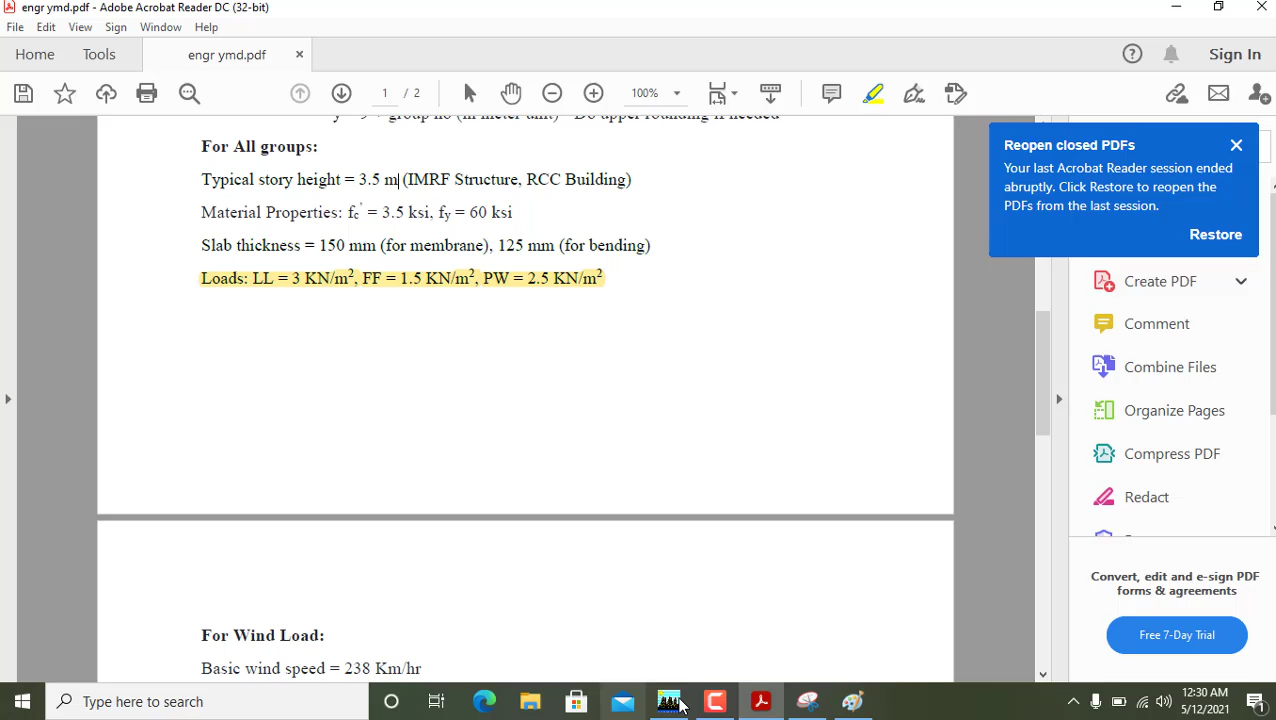 engr ymd.pdf - Adobe Acrobat Reader DC (32-bit)
File Edit View Sign Window Help
Home Tools engr ymd.pdf × Sign In
1 / 2 100%
For All groups:
Typical story height = 3.5 m (IMRF Structure, RCC Building)
Material Properties: fc' = 3.5 ksi, fy = 60 ksi
Slab thickness = 150 mm (for membrane), 125 mm (for bending)
Loads: LL = 3 KN/m², FF = 1.5 KN/m², PW = 2.5 KN/m²
For Wind Load:
Basic wind speed = 238 Km/hr
Reopen closed PDFs
Your last Acrobat Reader session ended
abruptly. Click Restore to reopen the
PDFs from the last session.
Restore
Create PDF
Comment
Combine Files
Organize Pages
Compress PDF
Redact
Convert, edit and e-sign PDF
forms & agreements
Free 7-Day Trial
Type here to search
12:30 AM
5/12/2021